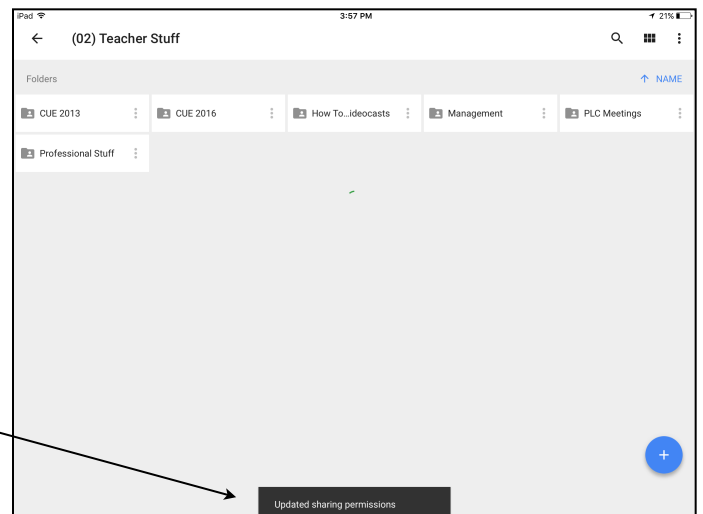 iPad 3:57 PM 21%
(02) Teacher Stuff
Folders NAME
CUE 2013 CUE 2016 How To...ideocasts Management PLC Meetings
Professional Stuff
+
Updated sharing permissions